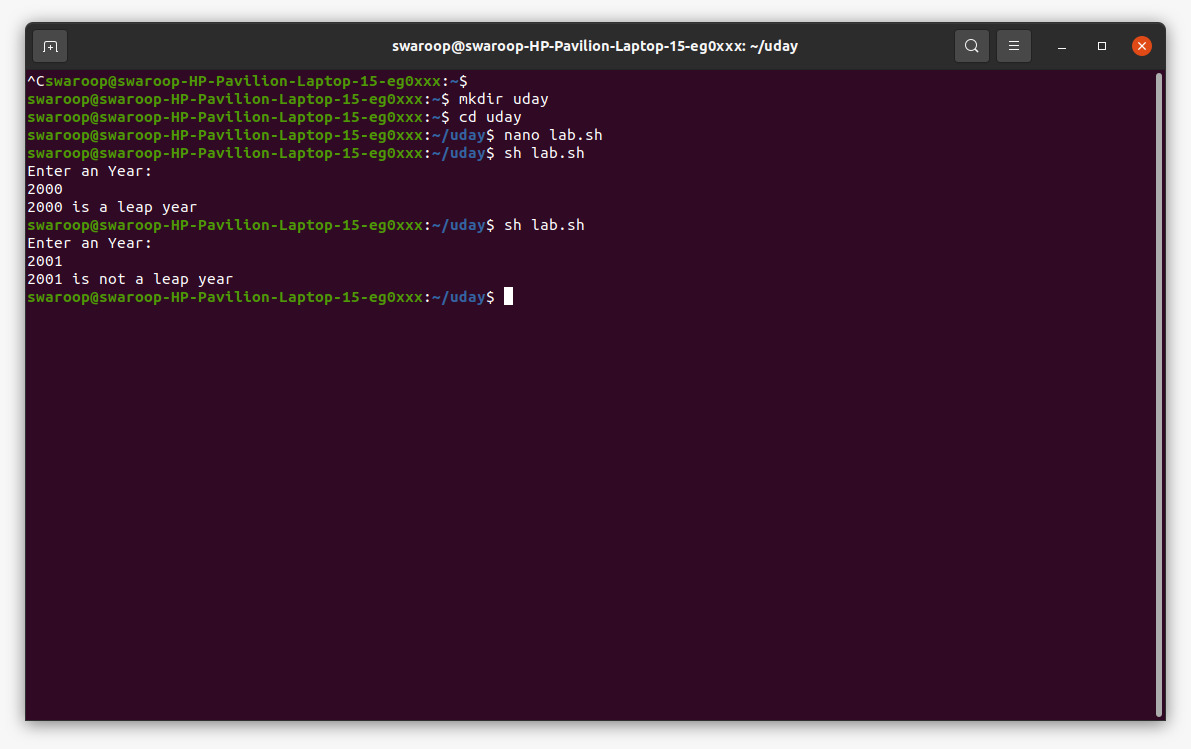 swaroop@swaroop-HP-Pavilion-Laptop-15-eg0xxx: ~/uday
^Cswaroop@swaroop-HP-Pavilion-Laptop-15-eg0xxx:~$
swaroop@swaroop-HP-Pavilion-Laptop-15-eg0xxx:~$ mkdir uday
swaroop@swaroop-HP-Pavilion-Laptop-15-eg0xxx:~$ cd uday
swaroop@swaroop-HP-Pavilion-Laptop-15-eg0xxx:~/uday$ nano lab.sh
swaroop@swaroop-HP-Pavilion-Laptop-15-eg0xxx:~/uday$ sh lab.sh
Enter an Year:
2000
2000 is a leap year
swaroop@swaroop-HP-Pavilion-Laptop-15-eg0xxx:~/uday$ sh lab.sh
Enter an Year:
2001
2001 is not a leap year
swaroop@swaroop-HP-Pavilion-Laptop-15-eg0xxx:~/uday$